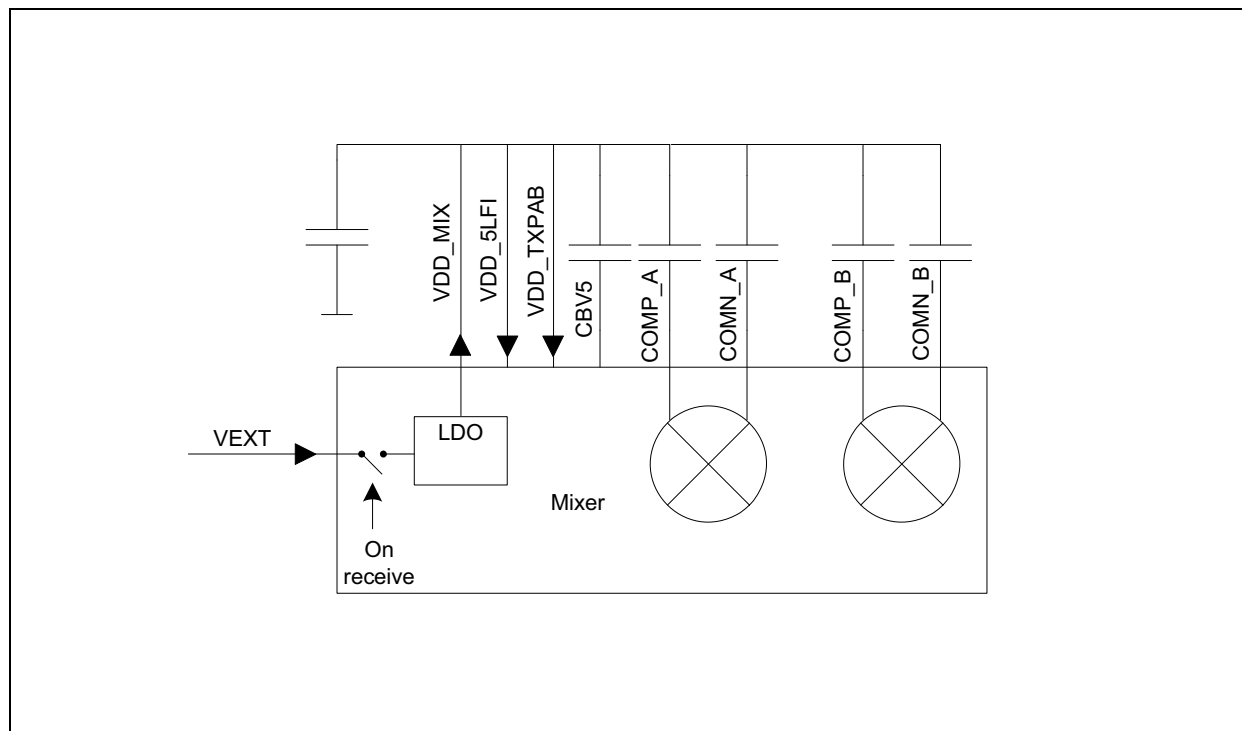 VDD_MIX
VDD_5LFI
VDD_TXPAB
CBV5
COMP_A
COMN_A
COMP_B
COMN_B
VEXT
LDO
Mixer
On
receive